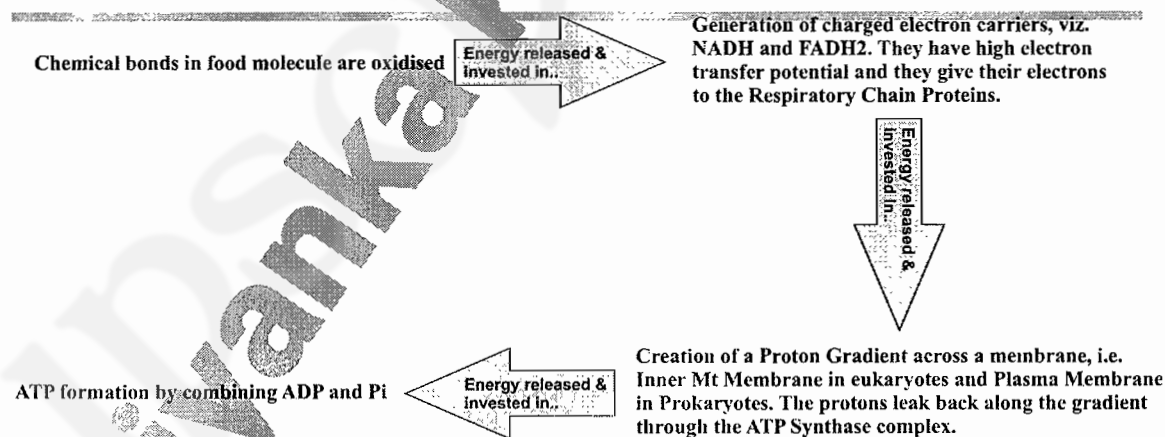 Chemical bonds in food molecule are oxidised
Energy released &
invested in..
Generation of charged electron carriers, viz.
NADH and FADH2. They have high electron
transfer potential and they give their electrons
to the Respiratory Chain Proteins.
Energy released &
invested in..
Creation of a Proton Gradient across a membrane, i.e.
Inner Mt Membrane in eukaryotes and Plasma Membrane
in Prokaryotes. The protons leak back along the gradient
through the ATP Synthase complex.
Energy released &
invested in..
ATP formation by combining ADP and Pi